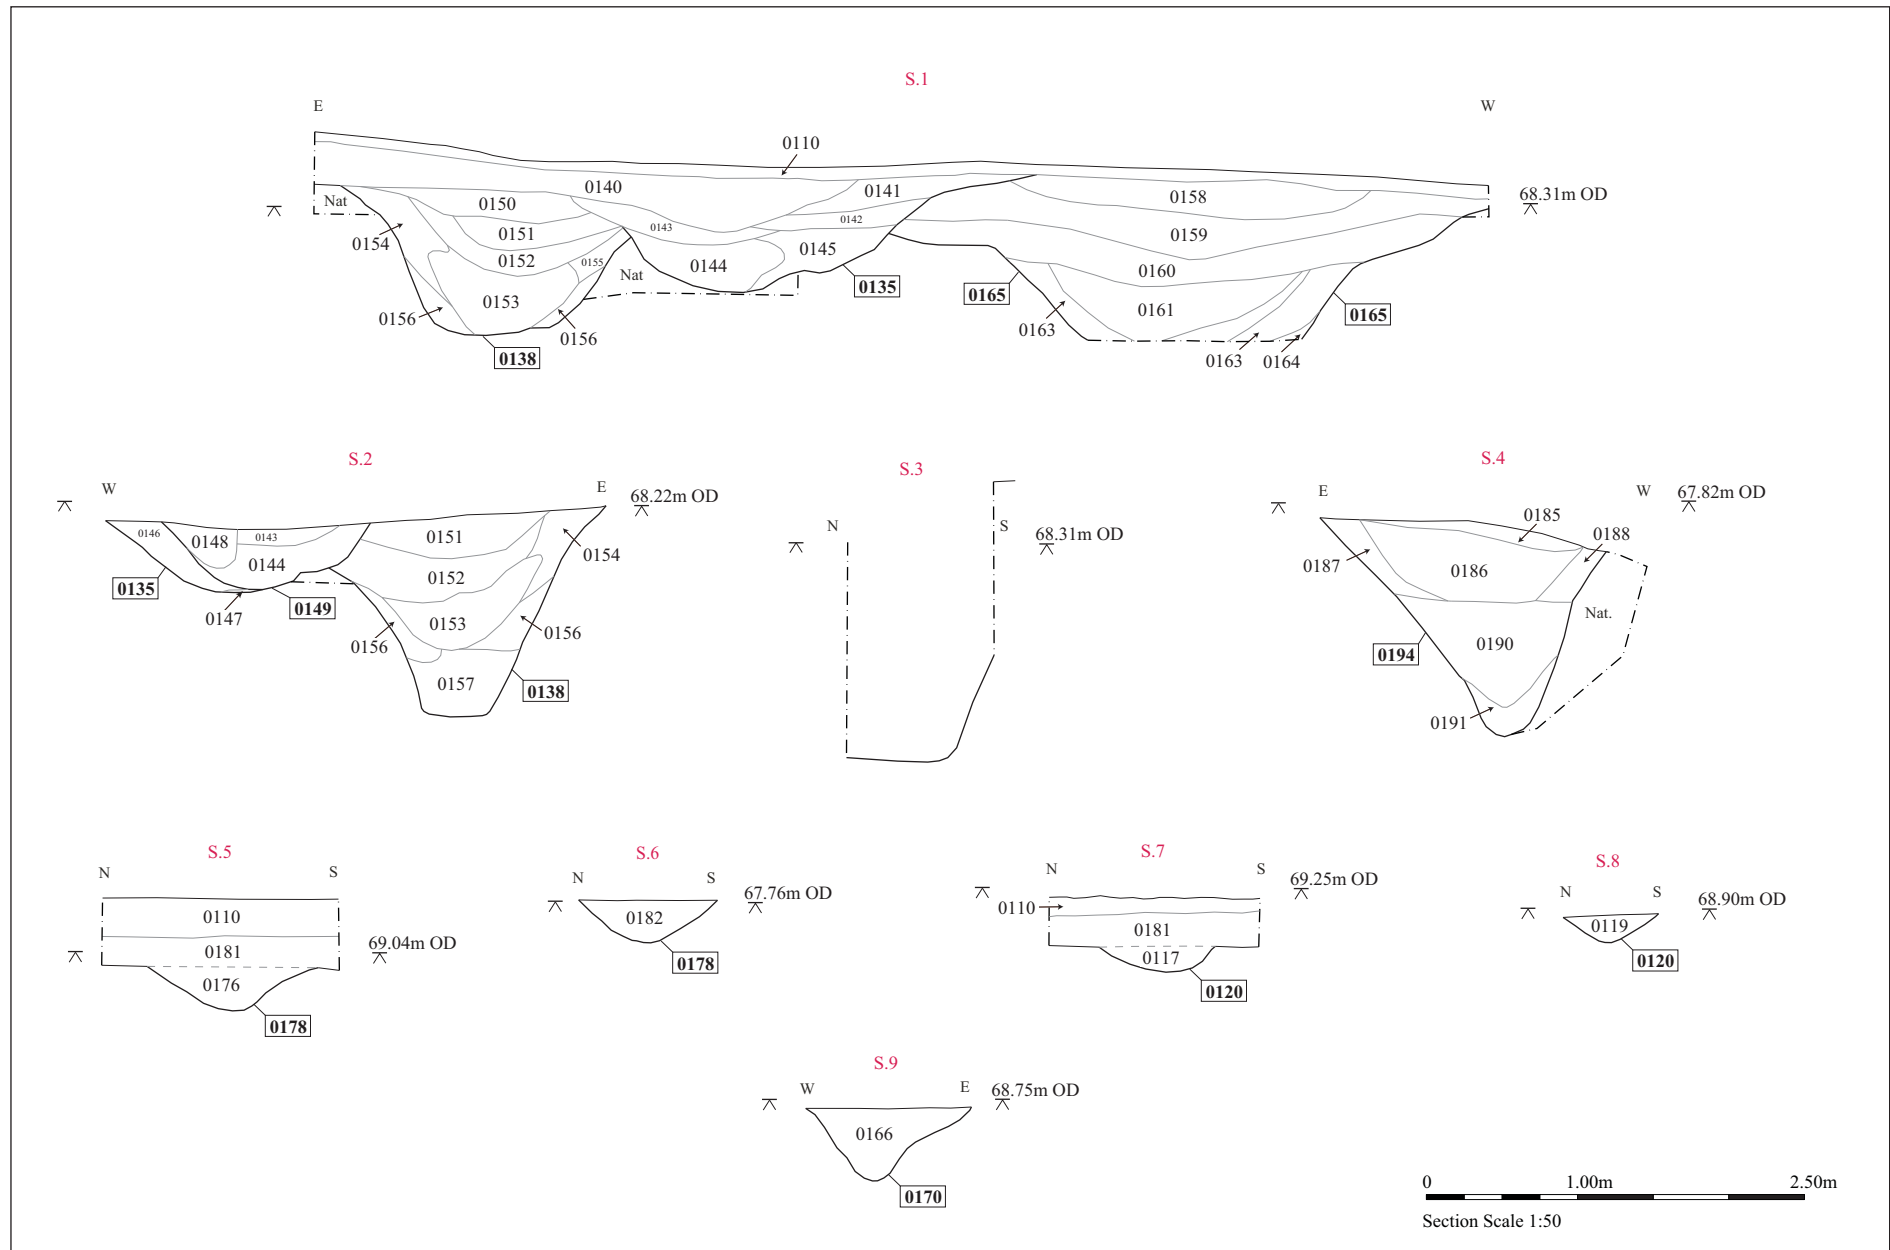 S.1
E
W
0110
0140
0141
0158
68.31m OD
Nat
0150
0143
0142
0154
0151
0159
0152
0155
Nat
0144
0145
0160
0153
0135
0165
0156
0156
0163
0161
0165
0138
0163
0164
S.2
W
E
68.22m OD
0146
0148
0143
0151
0154
0144
0152
0135
0149
0147
0153
0156
0156
0157
0138
S.3
N
S
68.31m OD
S.4
E
W
67.82m OD
0185
0188
0187
0186
Nat.
0190
0194
0191
S.5
N
S
0110
0181
69.04m OD
0176
0178
S.6
N
S
67.76m OD
0182
0178
S.7
N
S
69.25m OD
0110
0181
0117
0120
S.8
N
S
68.90m OD
0119
0120
S.9
W
E
68.75m OD
0166
0170
0
1.00m
2.50m
Section Scale 1:50